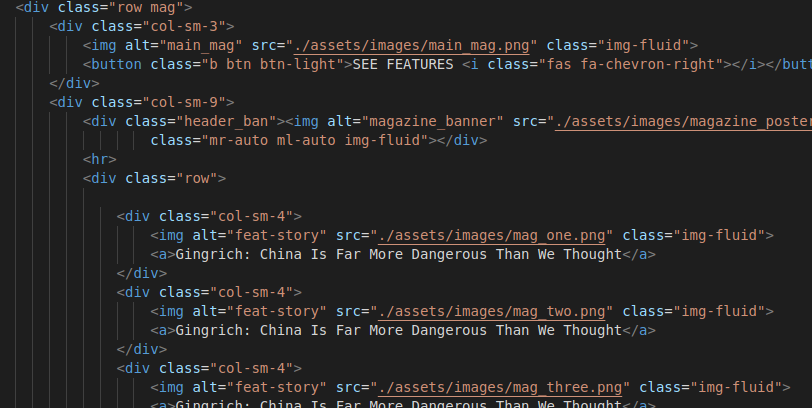 <div class="row mag">
<div class="col-sm-3">
<img alt="main_mag" src="./assets/images/main_mag.png" class="img-fluid">
<button class="b btn btn-light">SEE FEATURES <i class="fas fa-chevron-right"></i></butt
</div>
<div class="col-sm-9">
<div class="header_ban"><img alt="magazine_banner" src="./assets/images/magazine_poster
class="mr-auto ml-auto img-fluid"></div>
<hr>
<div class="row">
<div class="col-sm-4">
<img alt="feat-story" src="./assets/images/mag_one.png" class="img-fluid">
<a>Gingrich: China Is Far More Dangerous Than We Thought</a>
</div>
<div class="col-sm-4">
<img alt="feat-story" src="./assets/images/mag_two.png" class="img-fluid">
<a>Gingrich: China Is Far More Dangerous Than We Thought</a>
</div>
<div class="col-sm-4">
<img alt="feat-story" src="./assets/images/mag_three.png" class="img-fluid">
<a>Gingrich: China Is Far More Dangerous Than We Thought</a>